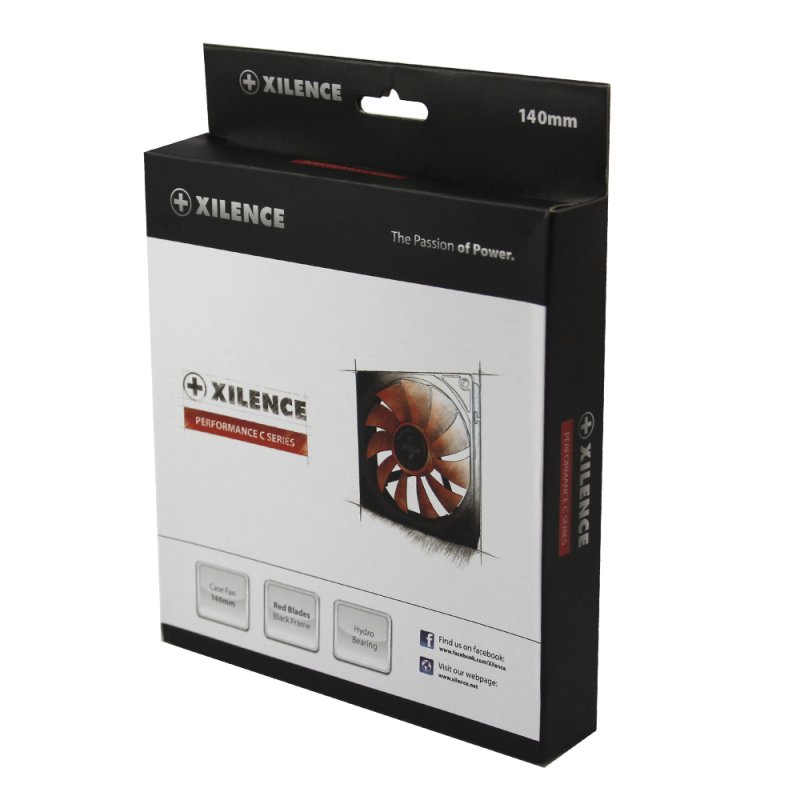 XILENCE
140mm
XILENCE
The Passion of Power.
XILENCE
PERFORMANCE C SERIES
Case Fan
140mm
Red Blades
Black Frame
Hydro
Bearing
Find us on facebook:
www.facebook.com/Xilence
Visit our webpage:
www.xilence.net
XILENCE
PERFORMANCE C SERIES